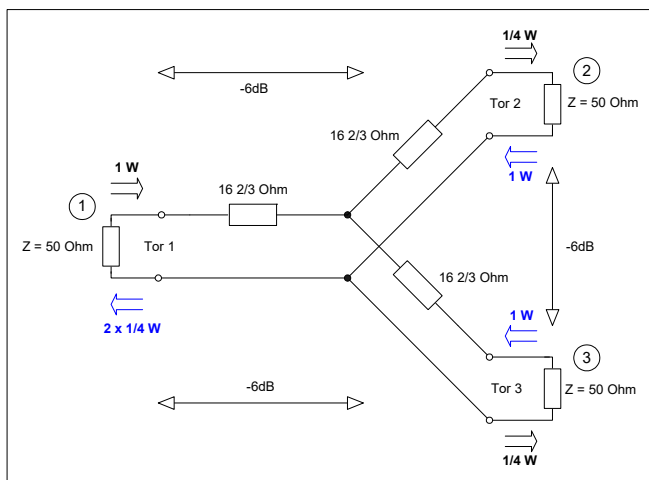 1/4 W
2
-6dB
Tor 2
Z = 50 Ohm
16 2/3 Ohm
1 W
1 W
16 2/3 Ohm
1
Z = 50 Ohm
Tor 1
-6dB
16 2/3 Ohm
2 x 1/4 W
1 W
3
-6dB
Tor 3
Z = 50 Ohm
1/4 W